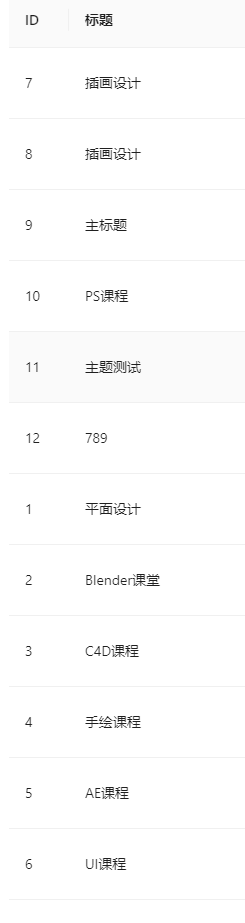 ID 标题
7 插画设计
8 插画设计
9 主标题
10 PS课程
11 主题测试
12 789
1 平面设计
2 Blender课堂
3 C4D课程
4 手绘课程
5 AE课程
6 UI课程